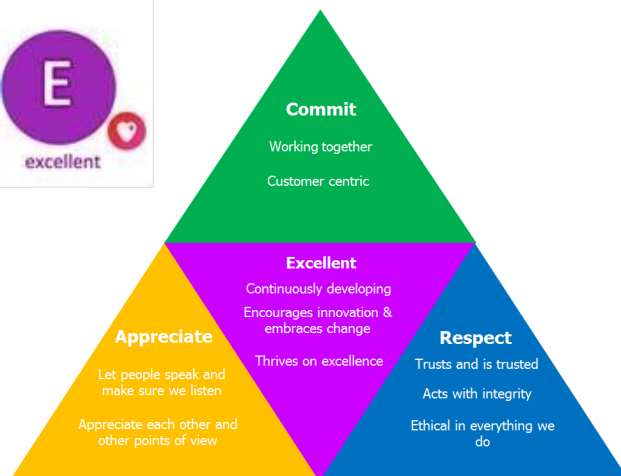 E
excellent
Commit
Working together
Customer centric
Excellent
Continuously developing
Encourages innovation &
embraces change
Thrives on excellence
Appreciate
Let people speak and
make sure we listen
Appreciate each other and
other points of view
Respect
Trusts and is trusted
Acts with integrity
Ethical in everything we
do